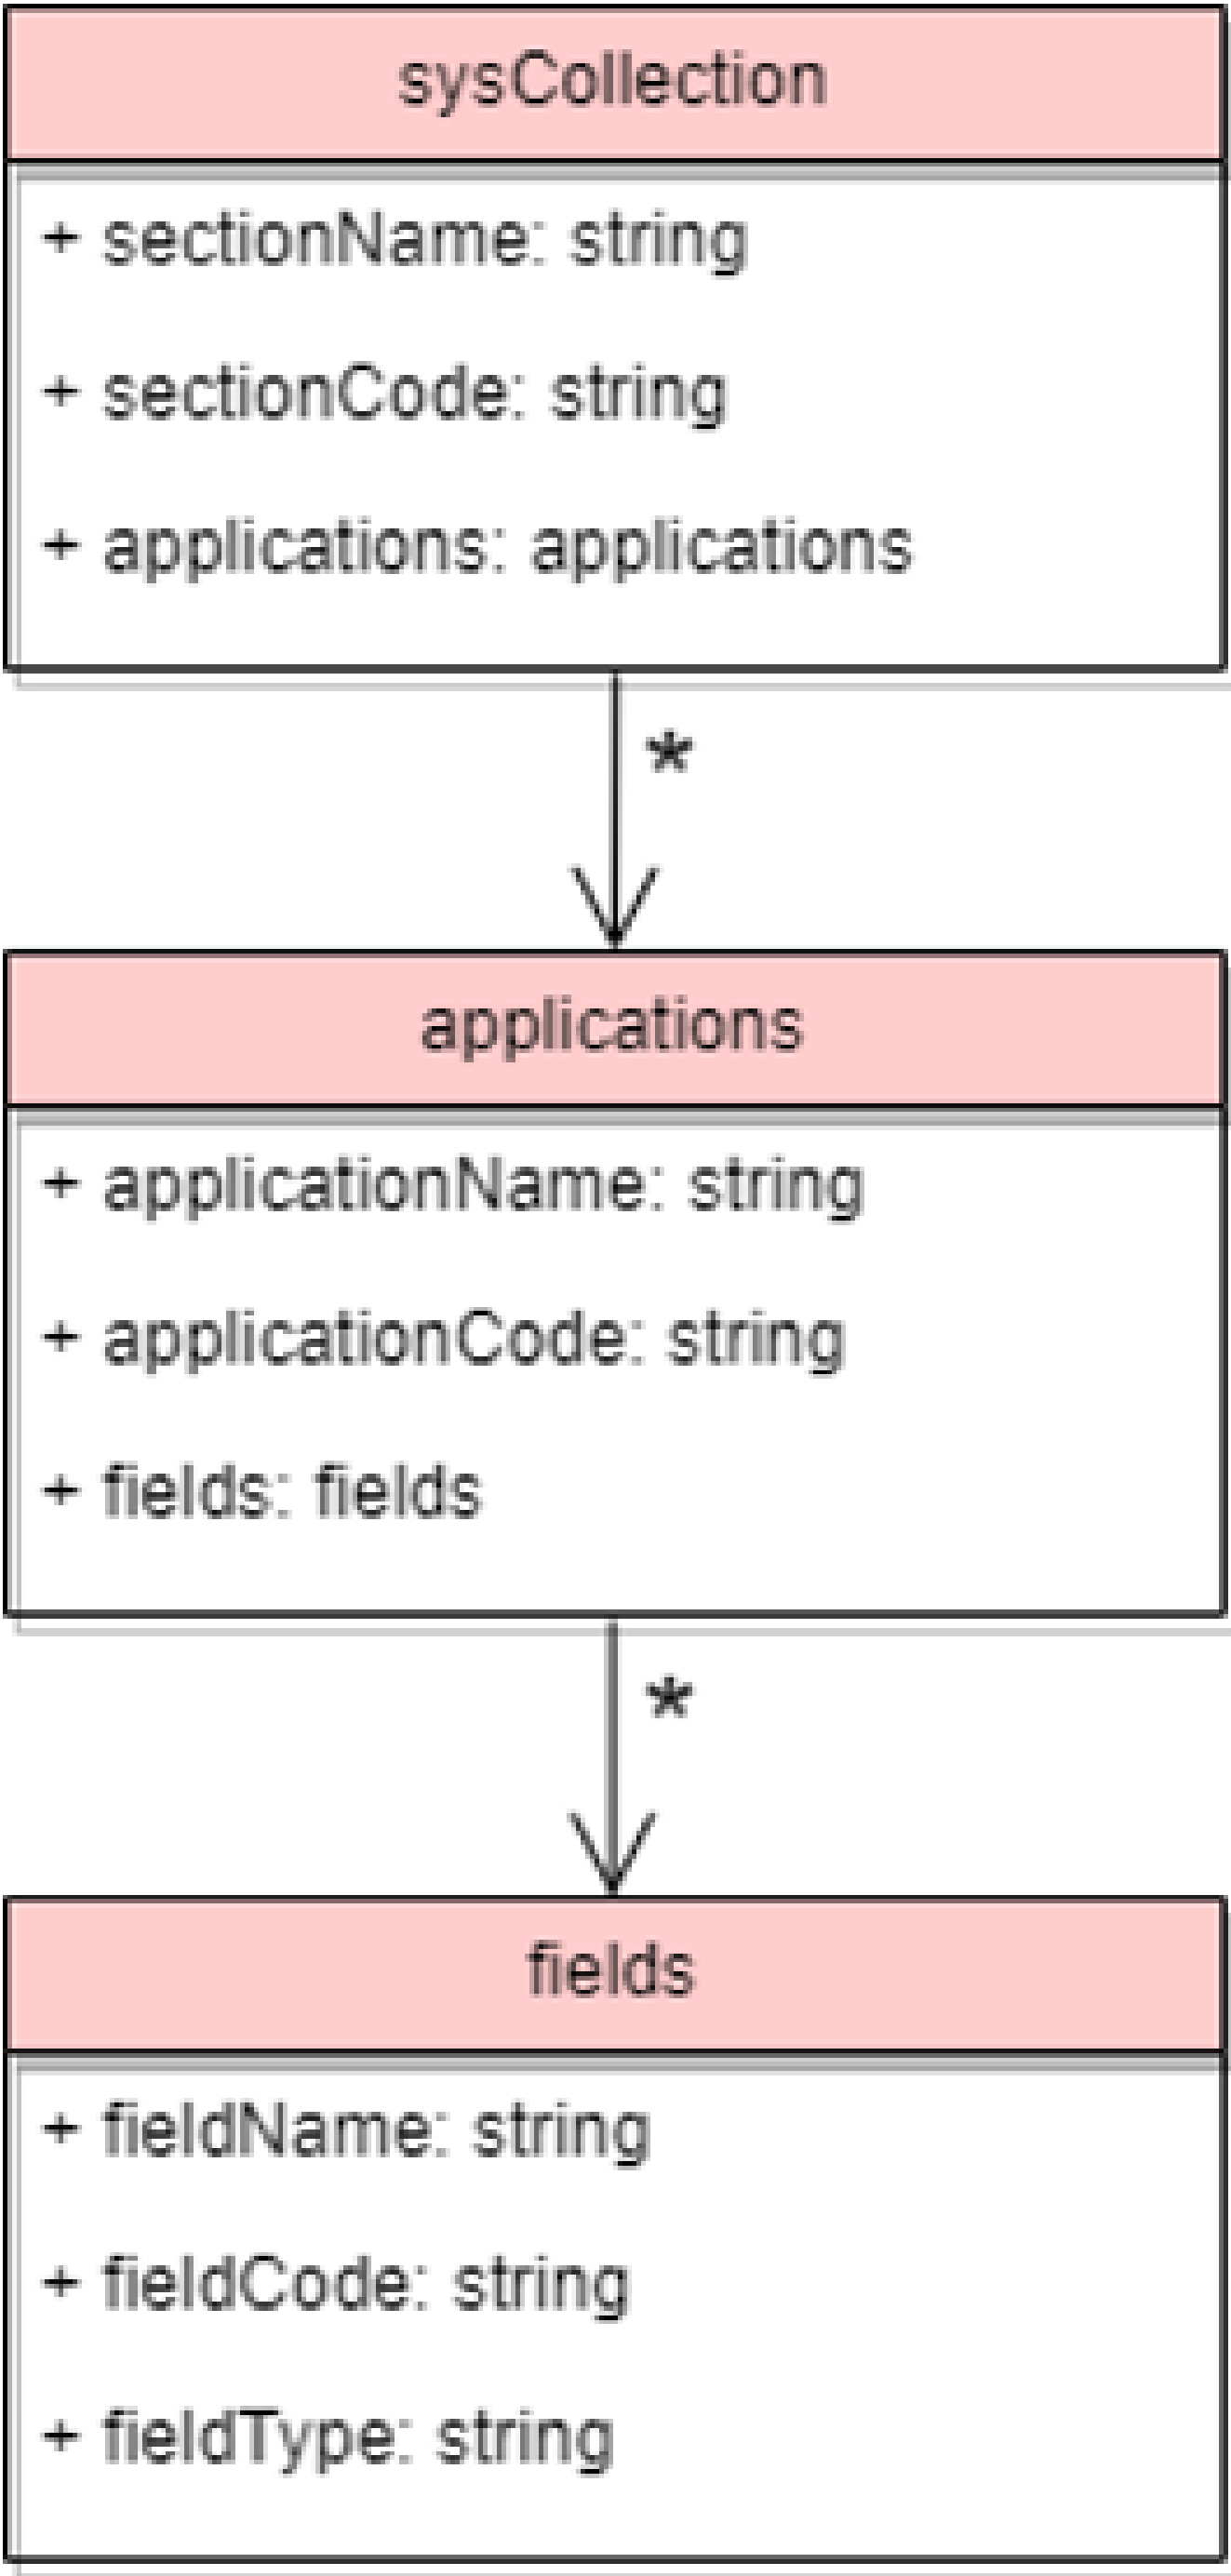 sysCollection
+ sectionName: string
+ sectionCode: string
+ applications: applications
*
applications
+ applicationName: string
+ applicationCode: string
+ fields: fields
*
fields
+ fieldName: string
+ fieldCode: string
+ fieldType: string